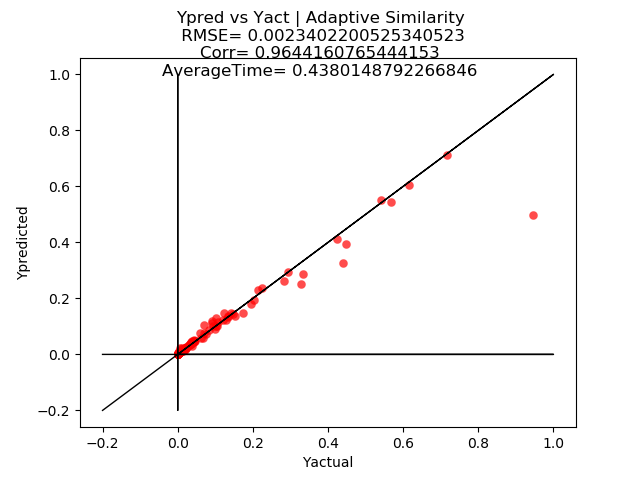 Ypred vs Yact | Adaptive Similarity
RMSE= 0.0023402200525340523
Corr= 0.9644160765444153
AverageTime= 0.4380148792266846
1.0
0.8
0.6
0.4
0.2
0.0
−0.2
Ypredicted
−0.2 0.0 0.2 0.4 0.6 0.8 1.0
Yactual